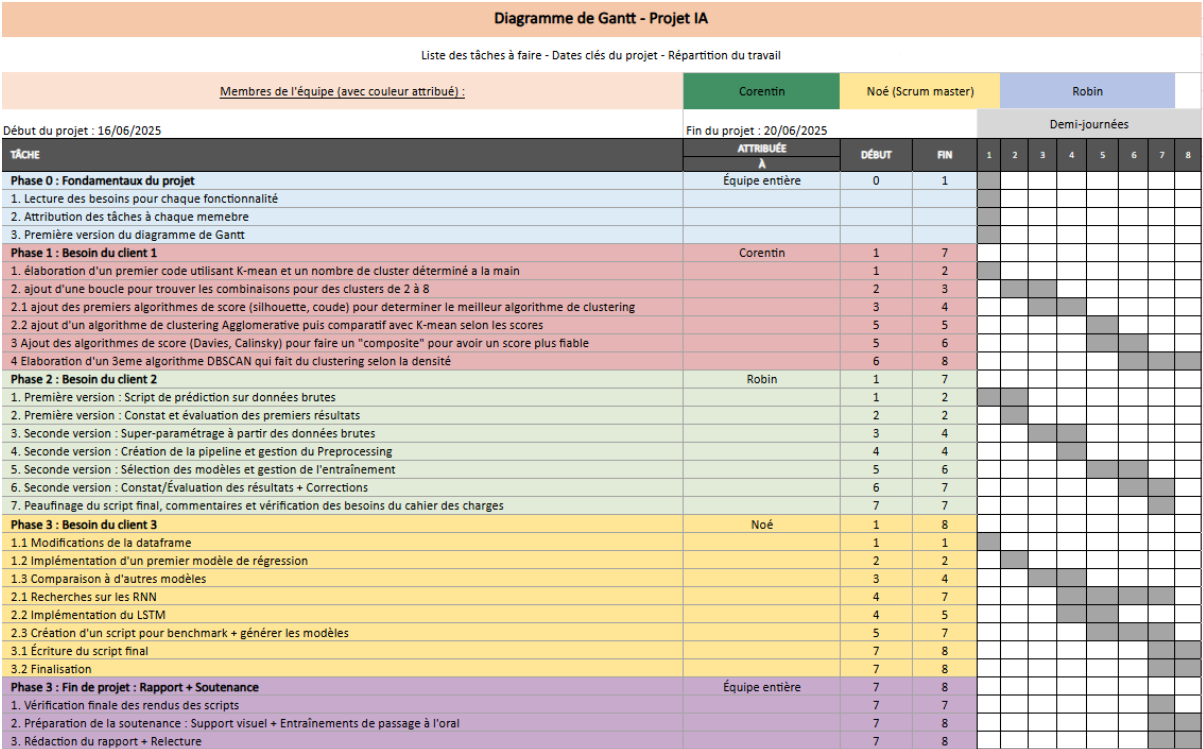 Diagramme de Gantt - Projet IA
Liste des tâches à faire - Dates clés du projet - Répartition du travail
Membres de l'équipe (avec couleur attribué) : Corentin Noé (Scrum master) Robin
Début du projet : 16/06/2025 Fin du projet : 20/06/2025 Demi-journées
TÂCHE ATTRIBUÉE À DÉBUT FIN 1 2 3 4 5 6 7 8
Phase 0 : Fondamentaux du projet Équipe entière 0 1
1. Lecture des besoins pour chaque fonctionnalité
2. Attribution des tâches à chaque memebre
3. Première version du diagramme de Gantt
Phase 1 : Besoin du client 1 Corentin 1 7
1. élaboration d'un premier code utilisant K-mean et un nombre de cluster déterminé a la main 1 2
2. ajout d'une boucle pour trouver les combinaisons pour des clusters de 2 à 8 2 3
2.1 ajout des premiers algorithmes de score (silhouette, coude) pour determiner le meilleur algorithme de clustering 3 4
2.2 ajout d'un algorithme de clustering Agglomerative puis comparatif avec K-mean selon les scores 5 5
3 Ajout des algorithmes de score (Davies, Calinsky) pour faire un "composite" pour avoir un score plus fiable 5 6
4 Elaboration d'un 3eme algorithme DBSCAN qui fait du clustering selon la densité 6 8
Phase 2 : Besoin du client 2 Robin 1 7
1. Première version : Script de prédiction sur données brutes 1 2
2. Première version : Constat et évaluation des premiers résultats 2 2
3. Seconde version : Super-paramétrage à partir des données brutes 3 4
4. Seconde version : Création de la pipeline et gestion du Preprocessing 4 4
5. Seconde version : Sélection des modèles et gestion de l'entraînement 5 6
6. Seconde version : Constat/Évaluation des résultats + Corrections 6 7
7. Peaufinage du script final, commentaires et vérification des besoins du cahier des charges 7 7
Phase 3 : Besoin du client 3 Noé 1 8
1.1 Modifications de la dataframe 1 1
1.2 Implémentation d'un premier modèle de régression 2 2
1.3 Comparaison à d'autres modèles 3 4
2.1 Recherches sur les RNN 4 7
2.2 Implémentation du LSTM 4 5
2.3 Création d'un script pour benchmark + générer les modèles 5 7
3.1 Écriture du script final 7 8
3.2 Finalisation 7 8
Phase 3 : Fin de projet : Rapport + Soutenance Équipe entière 7 8
1. Vérification finale des rendus des scripts 7 7
2. Préparation de la soutenance : Support visuel + Entraînements de passage à l'oral 7 8
3. Rédaction du rapport + Relecture 7 8